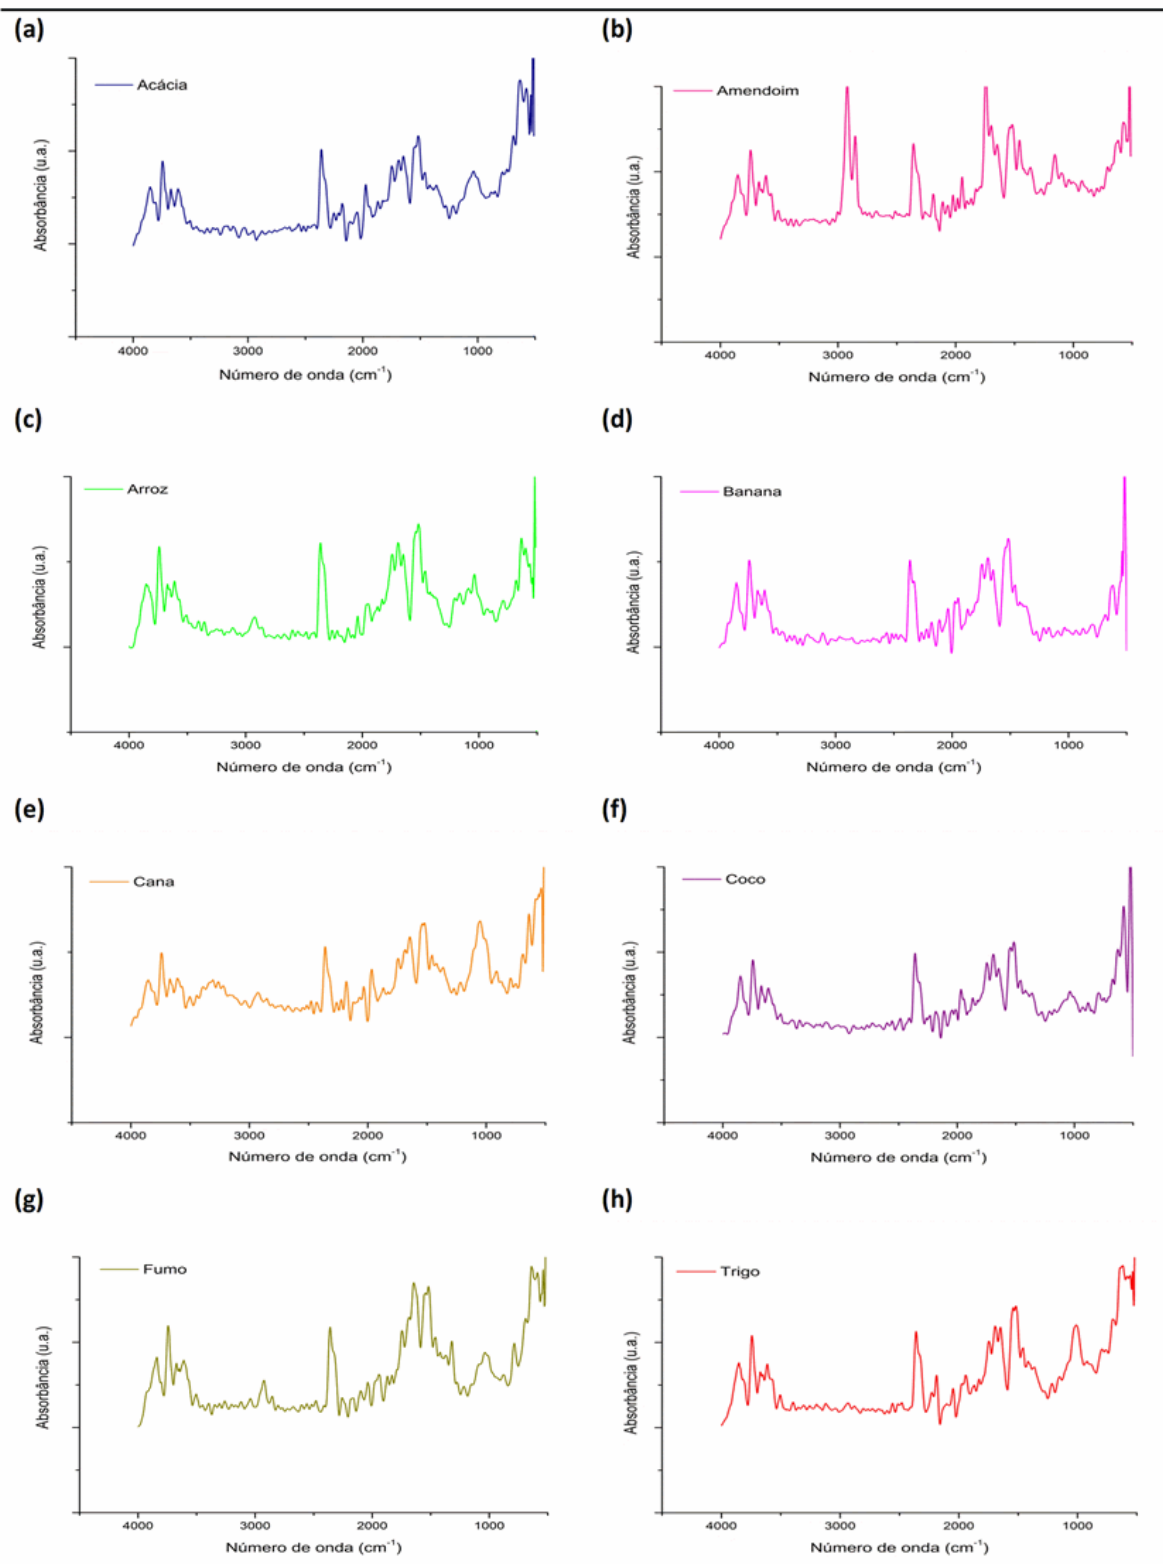 (a)
(b)
Acácia
Absorbância (u.a.)
4000 3000 2000 1000
Número de onda (cm⁻¹)
Amendoim
Absorbância (u.a.)
4000 3000 2000 1000
Número de onda (cm⁻¹)
(c)
(d)
Arroz
Absorbância (u.a.)
4000 3000 2000 1000
Número de onda (cm⁻¹)
Banana
Absorbância (u.a.)
4000 3000 2000 1000
Número de onda (cm⁻¹)
(e)
(f)
Cana
Absorbância (u.a.)
4000 3000 2000 1000
Número de onda (cm⁻¹)
Coco
Absorbância (u.a.)
4000 3000 2000 1000
Número de onda (cm⁻¹)
(g)
(h)
Fumo
Absorbância (u.a.)
4000 3000 2000 1000
Número de onda (cm⁻¹)
Trigo
Absorbância (u.a.)
4000 3000 2000 1000
Número de onda (cm⁻¹)